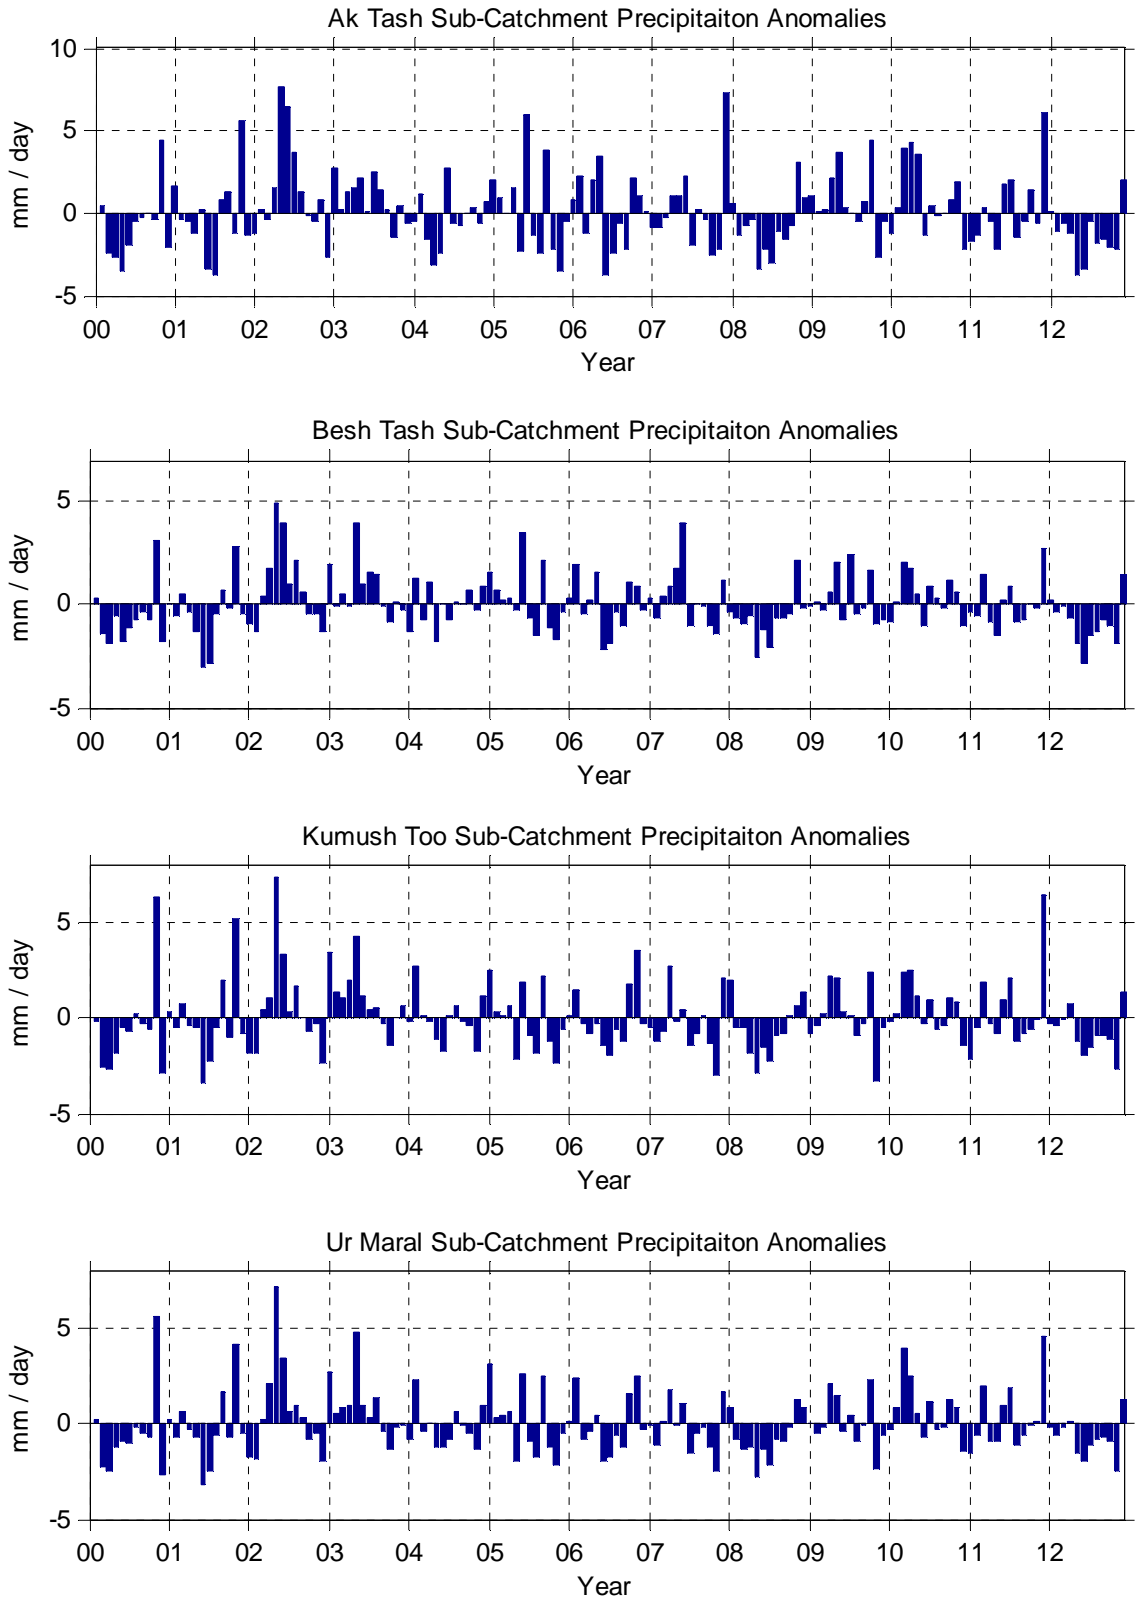 Ak Tash Sub-Catchment Precipitaiton Anomalies
10
5
0
-5
mm / day
00 01 02 03 04 05 06 07 08 09 10 11 12
Year
Besh Tash Sub-Catchment Precipitaiton Anomalies
5
0
-5
mm / day
00 01 02 03 04 05 06 07 08 09 10 11 12
Year
Kumush Too Sub-Catchment Precipitaiton Anomalies
5
0
-5
mm / day
00 01 02 03 04 05 06 07 08 09 10 11 12
Year
Ur Maral Sub-Catchment Precipitaiton Anomalies
5
0
-5
mm / day
00 01 02 03 04 05 06 07 08 09 10 11 12
Year